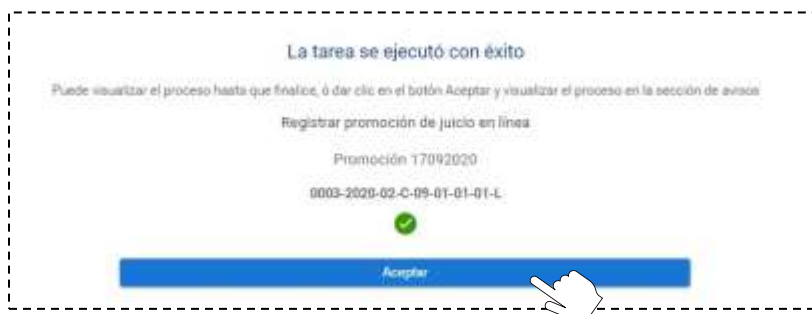 La tarea se ejecutó con éxito
Puede visualizar el proceso hasta que finalice, ó dar clic en el botón Aceptar y visualizar el proceso en la sección de avisos
Registrar promoción de juicio en línea
Promoción 17092020
0003-2020-02-C-09-01-01-01-L
Aceptar